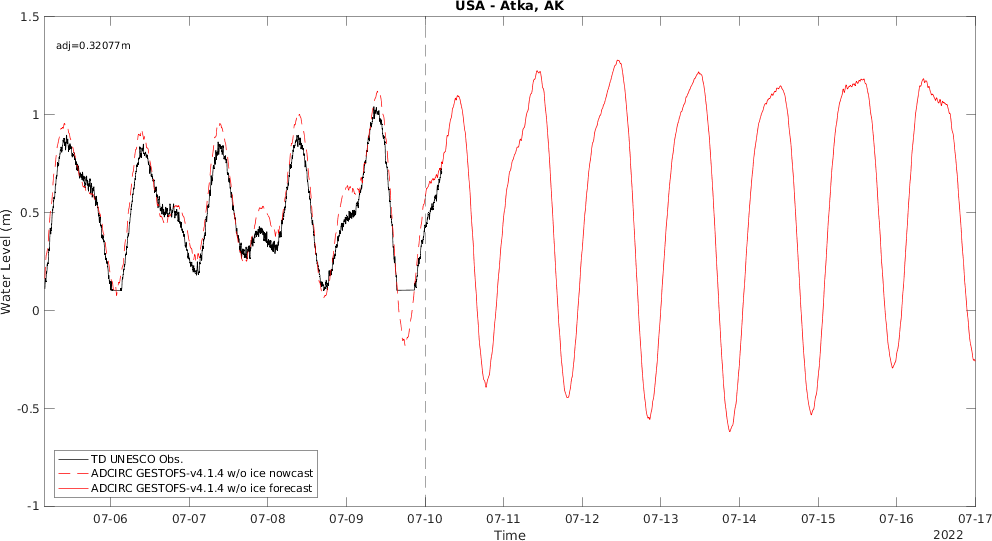 USA - Atka, AK
adj=0.32077m
Water Level (m)
1.5
1
0.5
0
-0.5
-1
TD UNESCO Obs.
ADCIRC GESTOFS-v4.1.4 w/o ice nowcast
ADCIRC GESTOFS-v4.1.4 w/o ice forecast
07-06 07-07 07-08 07-09 07-10 07-11 07-12 07-13 07-14 07-15 07-16 07-17
Time
2022